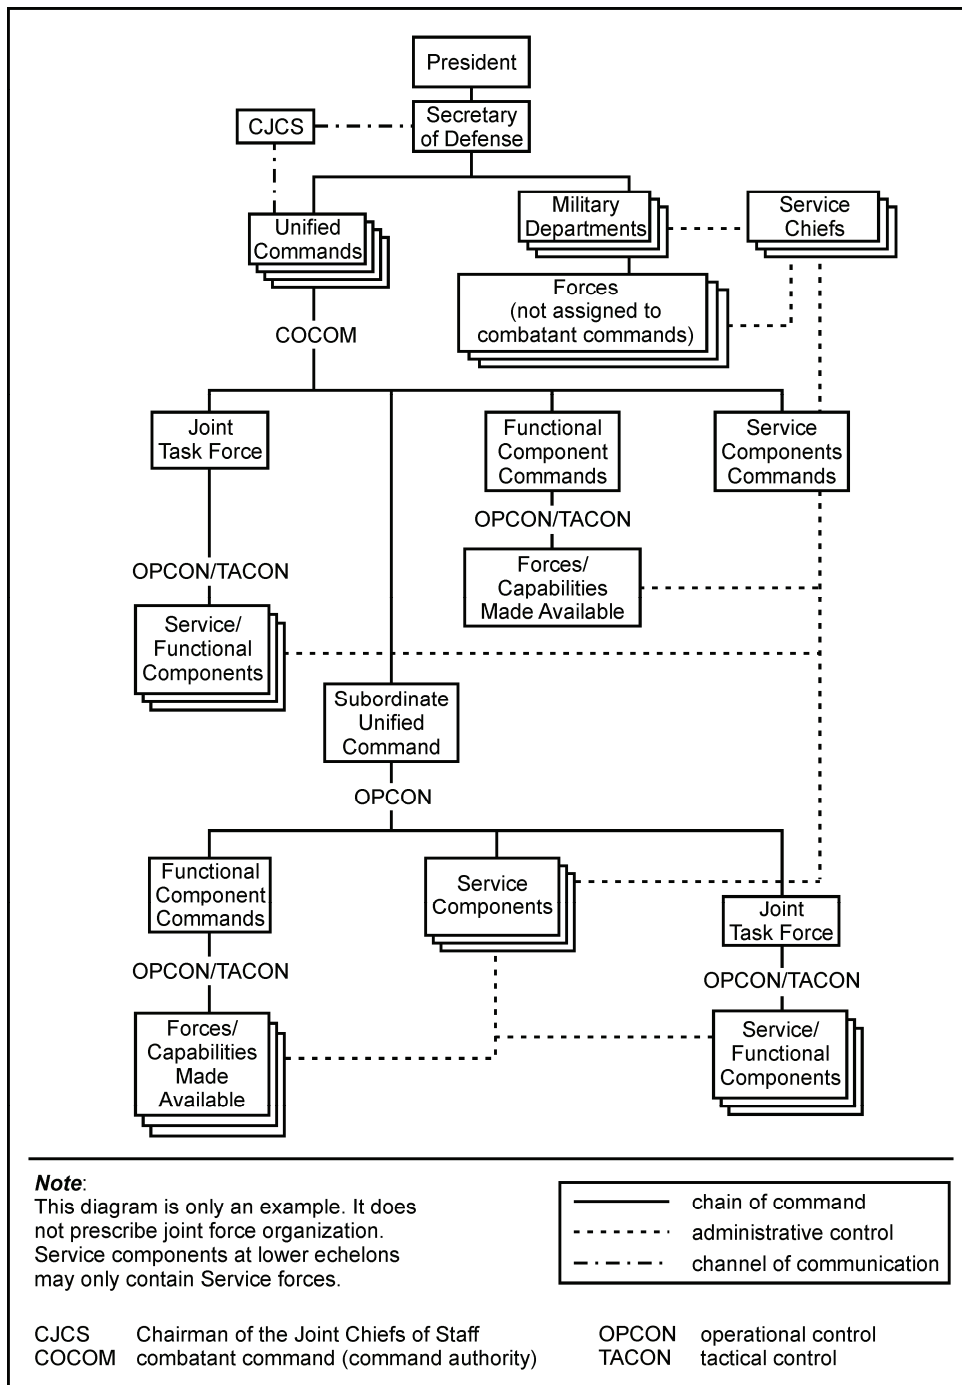 President
Secretary
of Defense
CJCS
Unified
Commands
Military
Departments
Service
Chiefs
Forces
(not assigned to
combatant commands)
COCOM
Joint
Task Force
Functional
Component
Commands
Service
Components
Commands
OPCON/TACON
OPCON/TACON
Forces/
Capabilities
Made Available
Service/
Functional
Components
Subordinate
Unified
Command
OPCON
Functional
Component
Commands
Service
Components
Joint
Task Force
OPCON/TACON
OPCON/TACON
Forces/
Capabilities
Made
Available
Service/
Functional
Components
Note:
This diagram is only an example. It does
not prescribe joint force organization.
Service components at lower echelons
may only contain Service forces.
chain of command
administrative control
channel of communication
CJCS Chairman of the Joint Chiefs of Staff
COCOM combatant command (command authority)
OPCON operational control
TACON tactical control